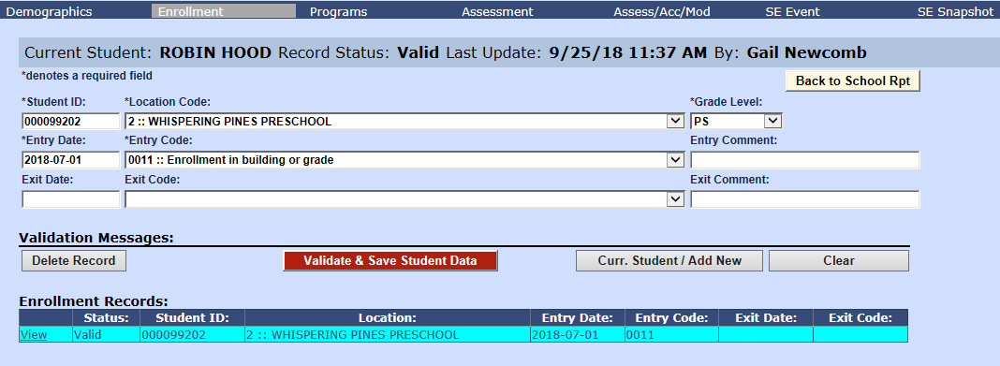 Demographics Enrollment Programs Assessment Assess/Acc/Mod SE Event SE Snapshot
Current Student: ROBIN HOOD Record Status: Valid Last Update: 9/25/18 11:37 AM By: Gail Newcomb
*denotes a required field
Back to School Rpt
*Student ID: *Location Code: *Grade Level:
000099202 2 :: WHISPERING PINES PRESCHOOL PS
*Entry Date: *Entry Code: Entry Comment:
2018-07-01 0011 :: Enrollment in building or grade
Exit Date: Exit Code: Exit Comment:
Validation Messages:
Delete Record Validate & Save Student Data Curr. Student / Add New Clear
Enrollment Records:
Status: Student ID: Location: Entry Date: Entry Code: Exit Date: Exit Code:
View Valid 000099202 2 :: WHISPERING PINES PRESCHOOL 2018-07-01 0011